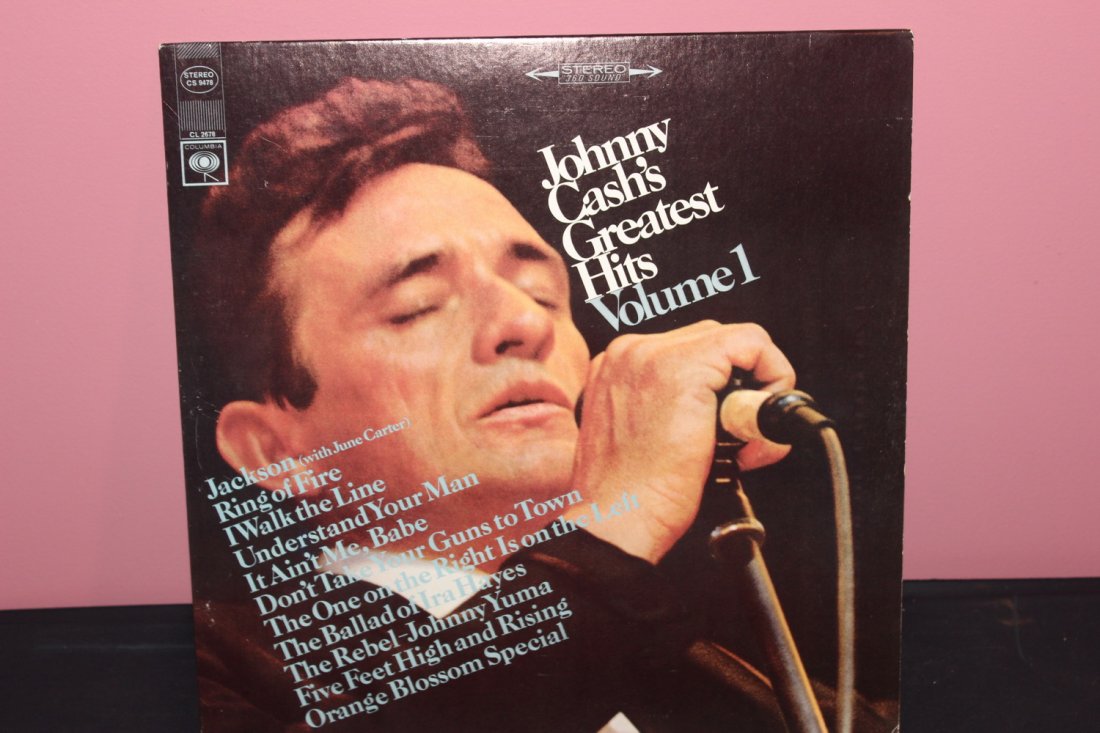 STEREO
CS 9478
CL 2678
COLUMBIA
STEREO
360 SOUND
Johnny
Cash's
Greatest
Hits
Volume 1
Jackson (with June Carter)
Ring of Fire
I Walk the Line
Understand Your Man
It Ain't Me, Babe
Don't Take Your Guns to Town
The One on the Right Is on the Left
The Ballad of Ira Hayes
The Rebel–Johnny Yuma
Five Feet High and Rising
Orange Blossom Special